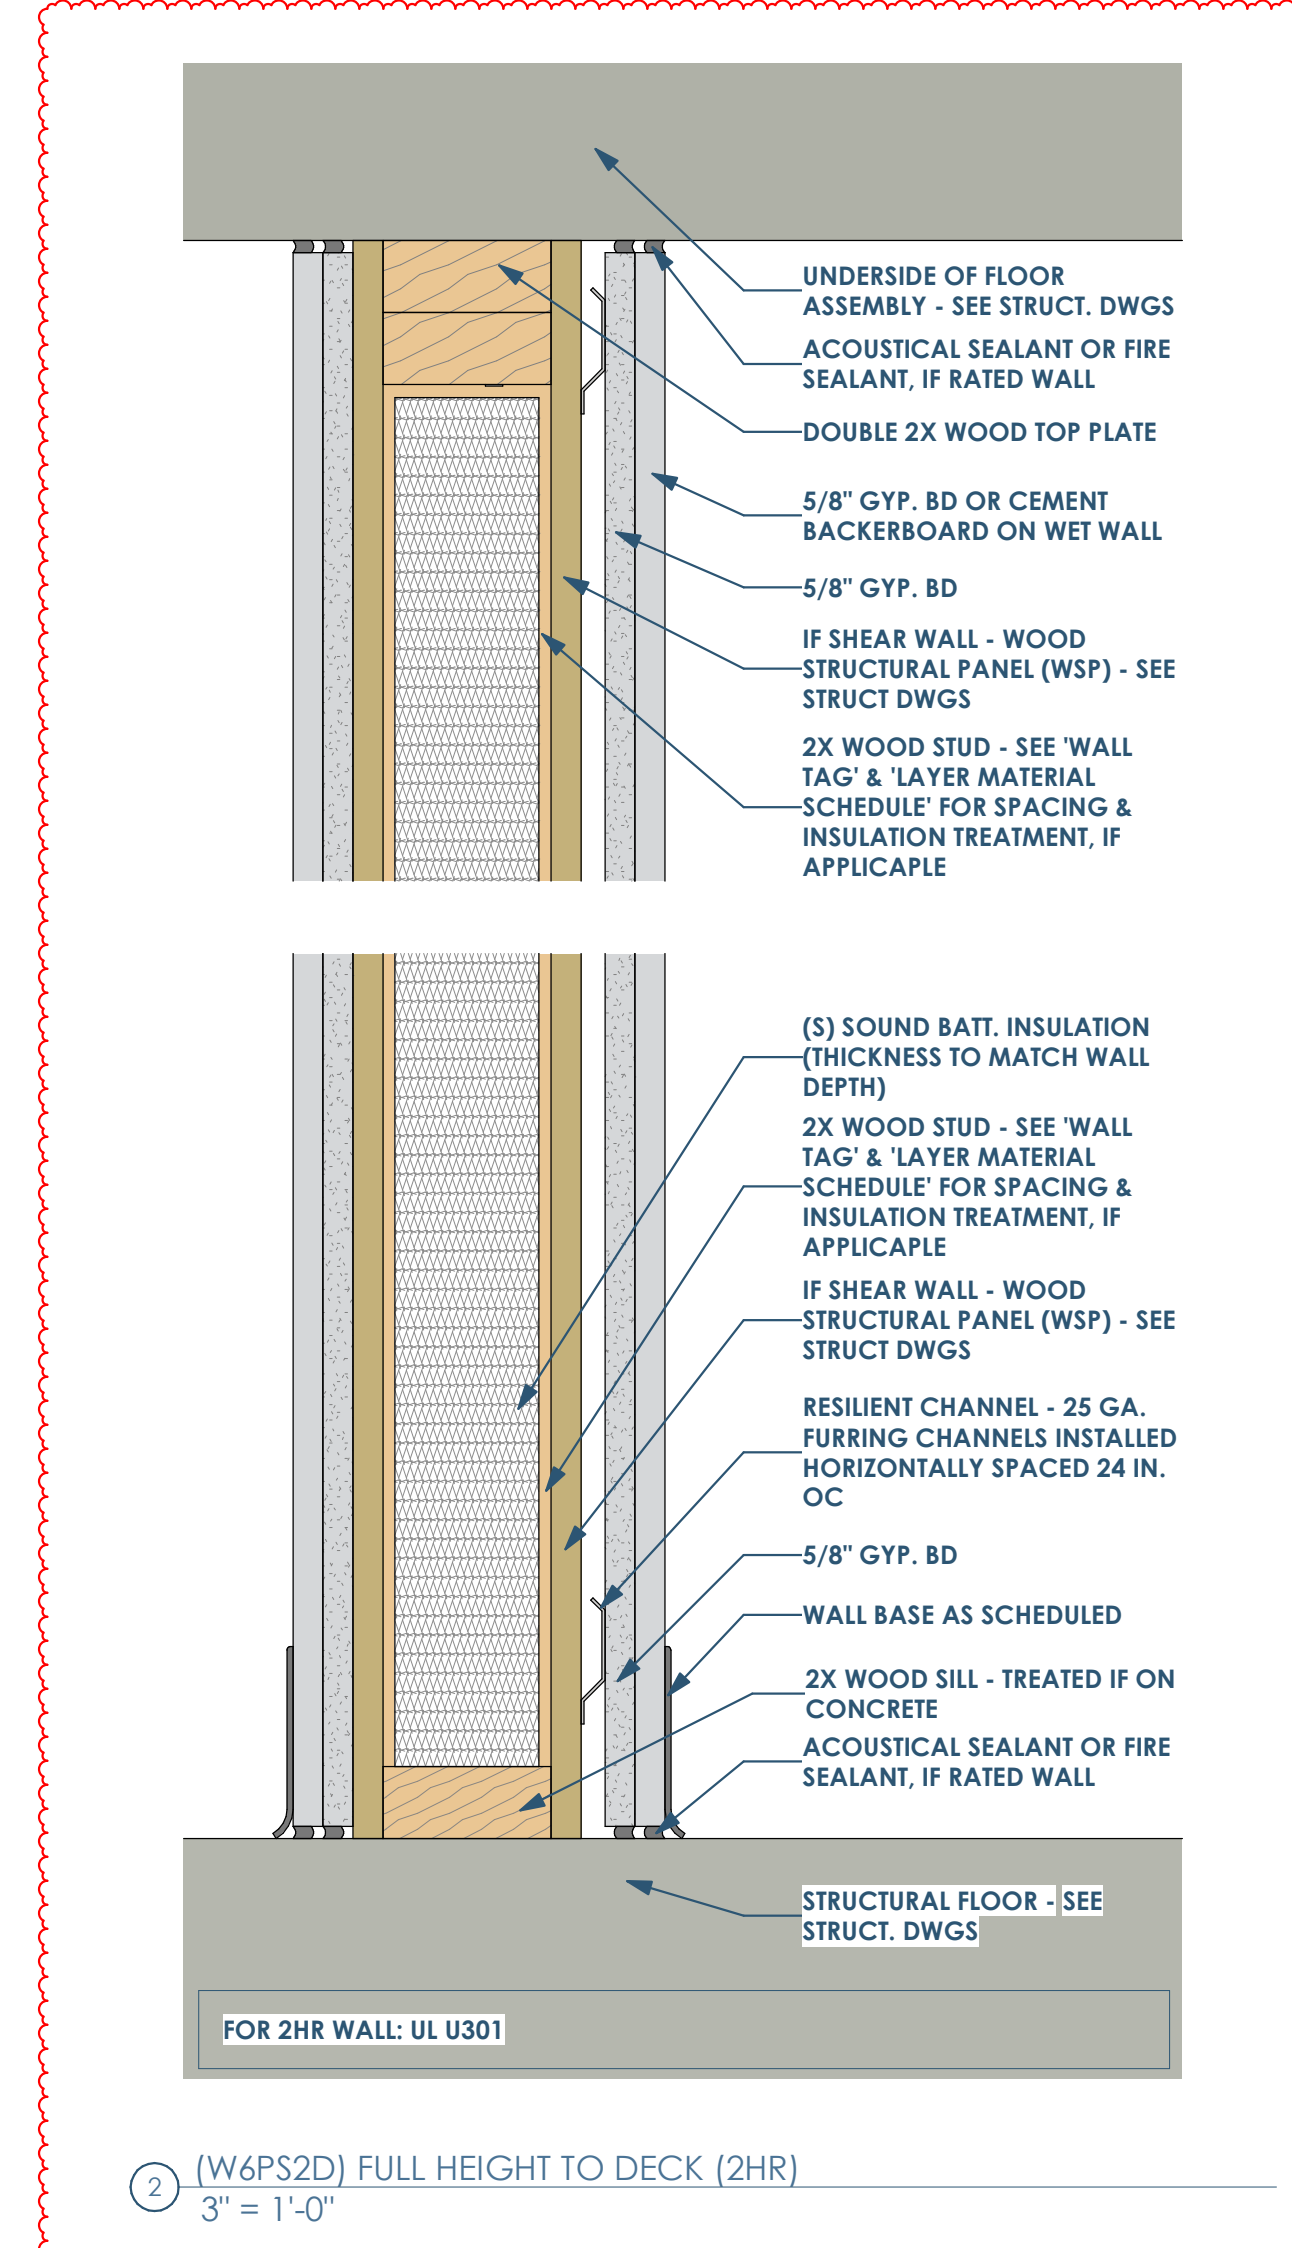 UNDERSIDE OF FLOOR
ASSEMBLY - SEE STRUCT. DWGS
ACOUSTICAL SEALANT OR FIRE
SEALANT, IF RATED WALL
DOUBLE 2X WOOD TOP PLATE
5/8" GYP. BD OR CEMENT
BACKERBOARD ON WET WALL
5/8" GYP. BD
IF SHEAR WALL - WOOD
STRUCTURAL PANEL (WSP) - SEE
STRUCT DWGS
2X WOOD STUD - SEE 'WALL
TAG' & 'LAYER MATERIAL
SCHEDULE' FOR SPACING &
INSULATION TREATMENT, IF
APPLICAPLE
(S) SOUND BATT. INSULATION
(THICKNESS TO MATCH WALL
DEPTH)
2X WOOD STUD - SEE 'WALL
TAG' & 'LAYER MATERIAL
SCHEDULE' FOR SPACING &
INSULATION TREATMENT, IF
APPLICAPLE
IF SHEAR WALL - WOOD
STRUCTURAL PANEL (WSP) - SEE
STRUCT DWGS
RESILIENT CHANNEL - 25 GA.
FURRING CHANNELS INSTALLED
HORIZONTALLY SPACED 24 IN.
OC
5/8" GYP. BD
WALL BASE AS SCHEDULED
2X WOOD SILL - TREATED IF ON
CONCRETE
ACOUSTICAL SEALANT OR FIRE
SEALANT, IF RATED WALL
STRUCTURAL FLOOR - SEE
STRUCT. DWGS
FOR 2HR WALL: UL U301
2 (W6PS2D) FULL HEIGHT TO DECK (2HR)
3" = 1'-0"